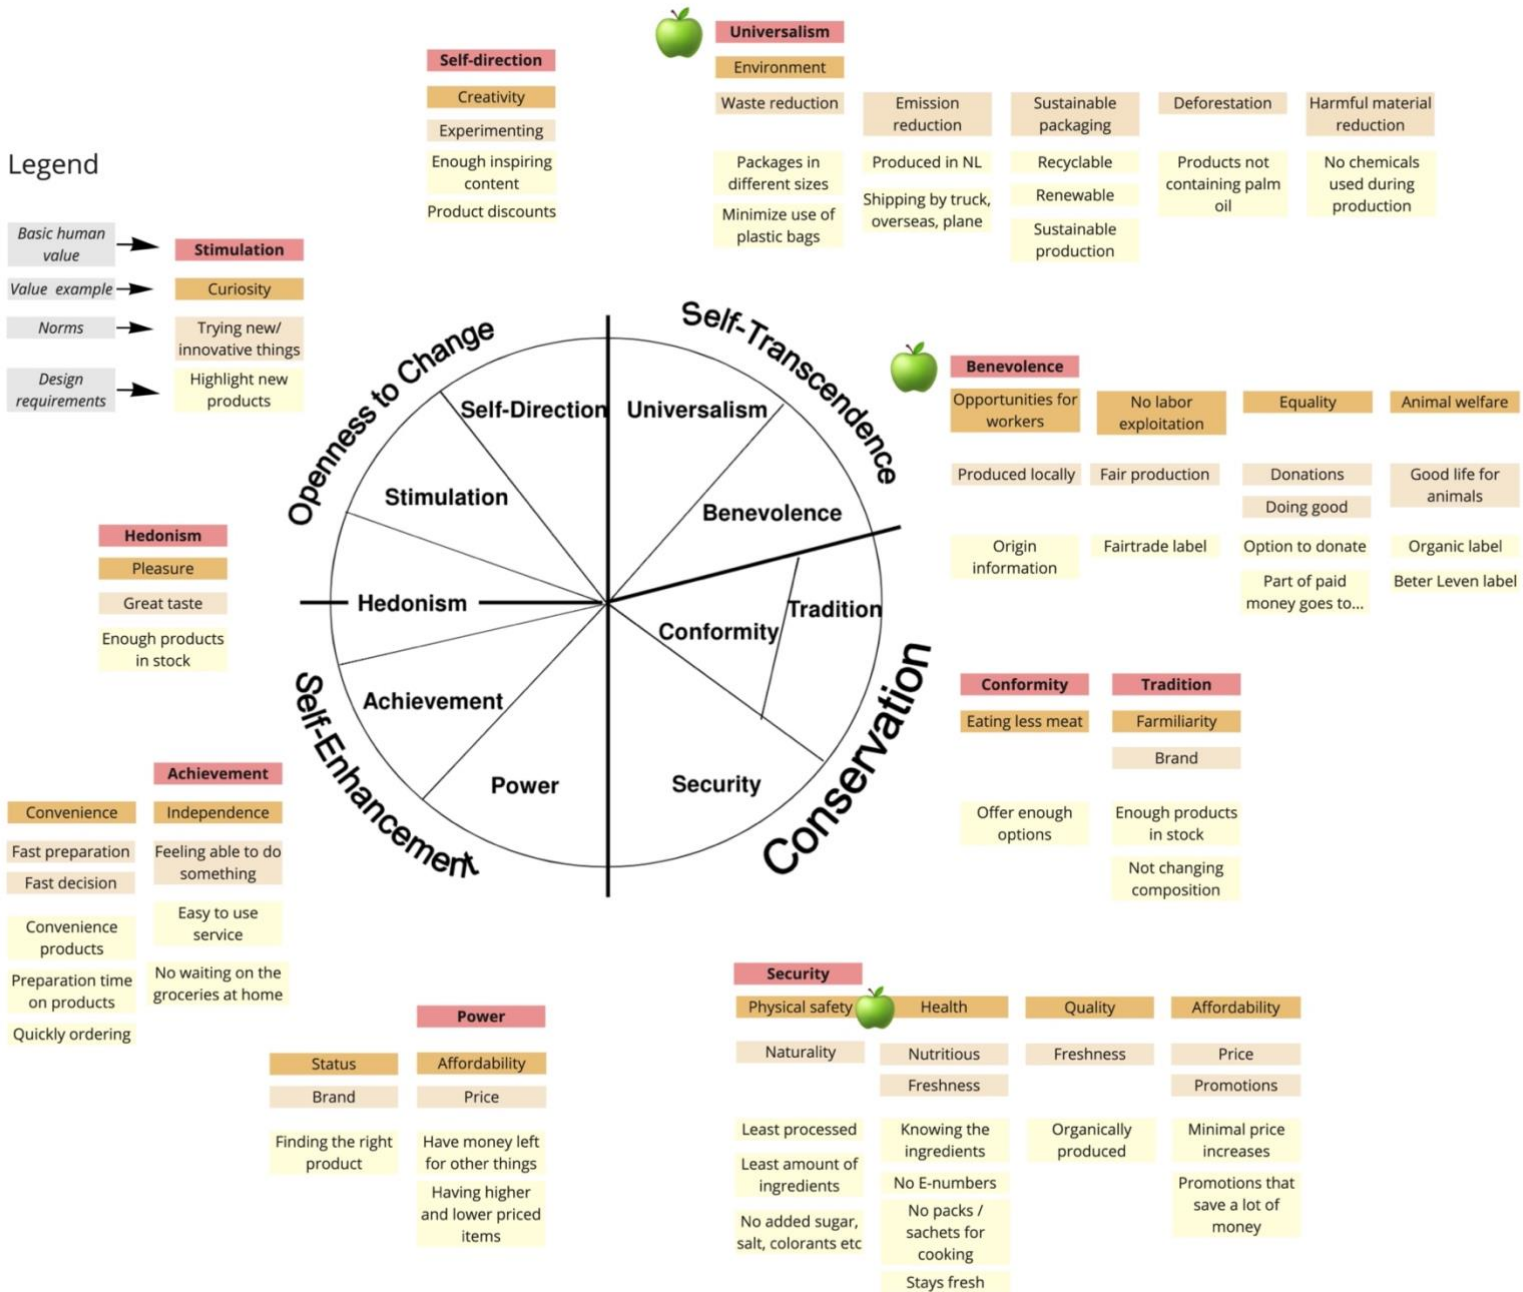 Universalism
Environment
Waste reduction
Emission
reduction
Sustainable
packaging
Deforestation
Harmful material
reduction
Packages in
different sizes
Minimize use of
plastic bags
Produced in NL
Shipping by truck,
overseas, plane
Recyclable
Renewable
Sustainable
production
Products not
containing palm
oil
No chemicals
used during
production
Self-direction
Creativity
Experimenting
Enough inspiring
content
Product discounts
Legend
Basic human
value
Value example
Norms
Design
requirements
Stimulation
Curiosity
Trying new/
innovative things
Highlight new
products
Openness to Change
Self-Transcendence
Conservation
Self-Enhancement
Self-Direction
Universalism
Stimulation
Benevolence
Hedonism
Conformity
Tradition
Achievement
Power
Security
Benevolence
Opportunities for
workers
No labor
exploitation
Equality
Animal welfare
Produced locally
Fair production
Donations
Doing good
Good life for
animals
Origin
information
Fairtrade label
Option to donate
Part of paid
money goes to...
Organic label
Beter Leven label
Hedonism
Pleasure
Great taste
Enough products
in stock
Conformity
Eating less meat
Offer enough
options
Tradition
Farmiliarity
Brand
Enough products
in stock
Not changing
composition
Achievement
Convenience
Fast preparation
Fast decision
Convenience
products
Preparation time
on products
Quickly ordering
Independence
Feeling able to do
something
Easy to use
service
No waiting on the
groceries at home
Power
Status
Brand
Finding the right
product
Affordability
Price
Have money left
for other things
Having higher
and lower priced
items
Security
Physical safety
Naturality
Least processed
Least amount of
ingredients
No added sugar,
salt, colorants etc
Health
Nutritious
Freshness
Knowing the
ingredients
No E-numbers
No packs /
sachets for
cooking
Stays fresh
Quality
Freshness
Organically
produced
Affordability
Price
Promotions
Minimal price
increases
Promotions that
save a lot of
money